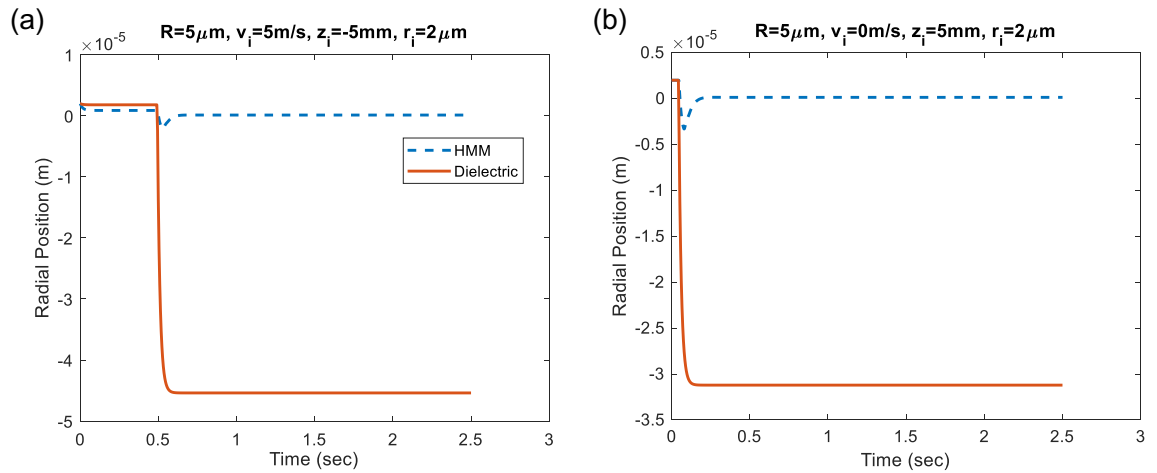 (a)
R=5μm, v_i=5m/s, z_i=-5mm, r_i=2μm
×10^-5
1
0
-1
-2
-3
-4
-5
Radial Position (m)
HMM
Dielectric
0 0.5 1 1.5 2 2.5 3
Time (sec)
(b)
R=5μm, v_i=0m/s, z_i=5mm, r_i=2μm
×10^-5
0.5
0
-0.5
-1
-1.5
-2
-2.5
-3
-3.5
Radial Position (m)
0 0.5 1 1.5 2 2.5 3
Time (sec)